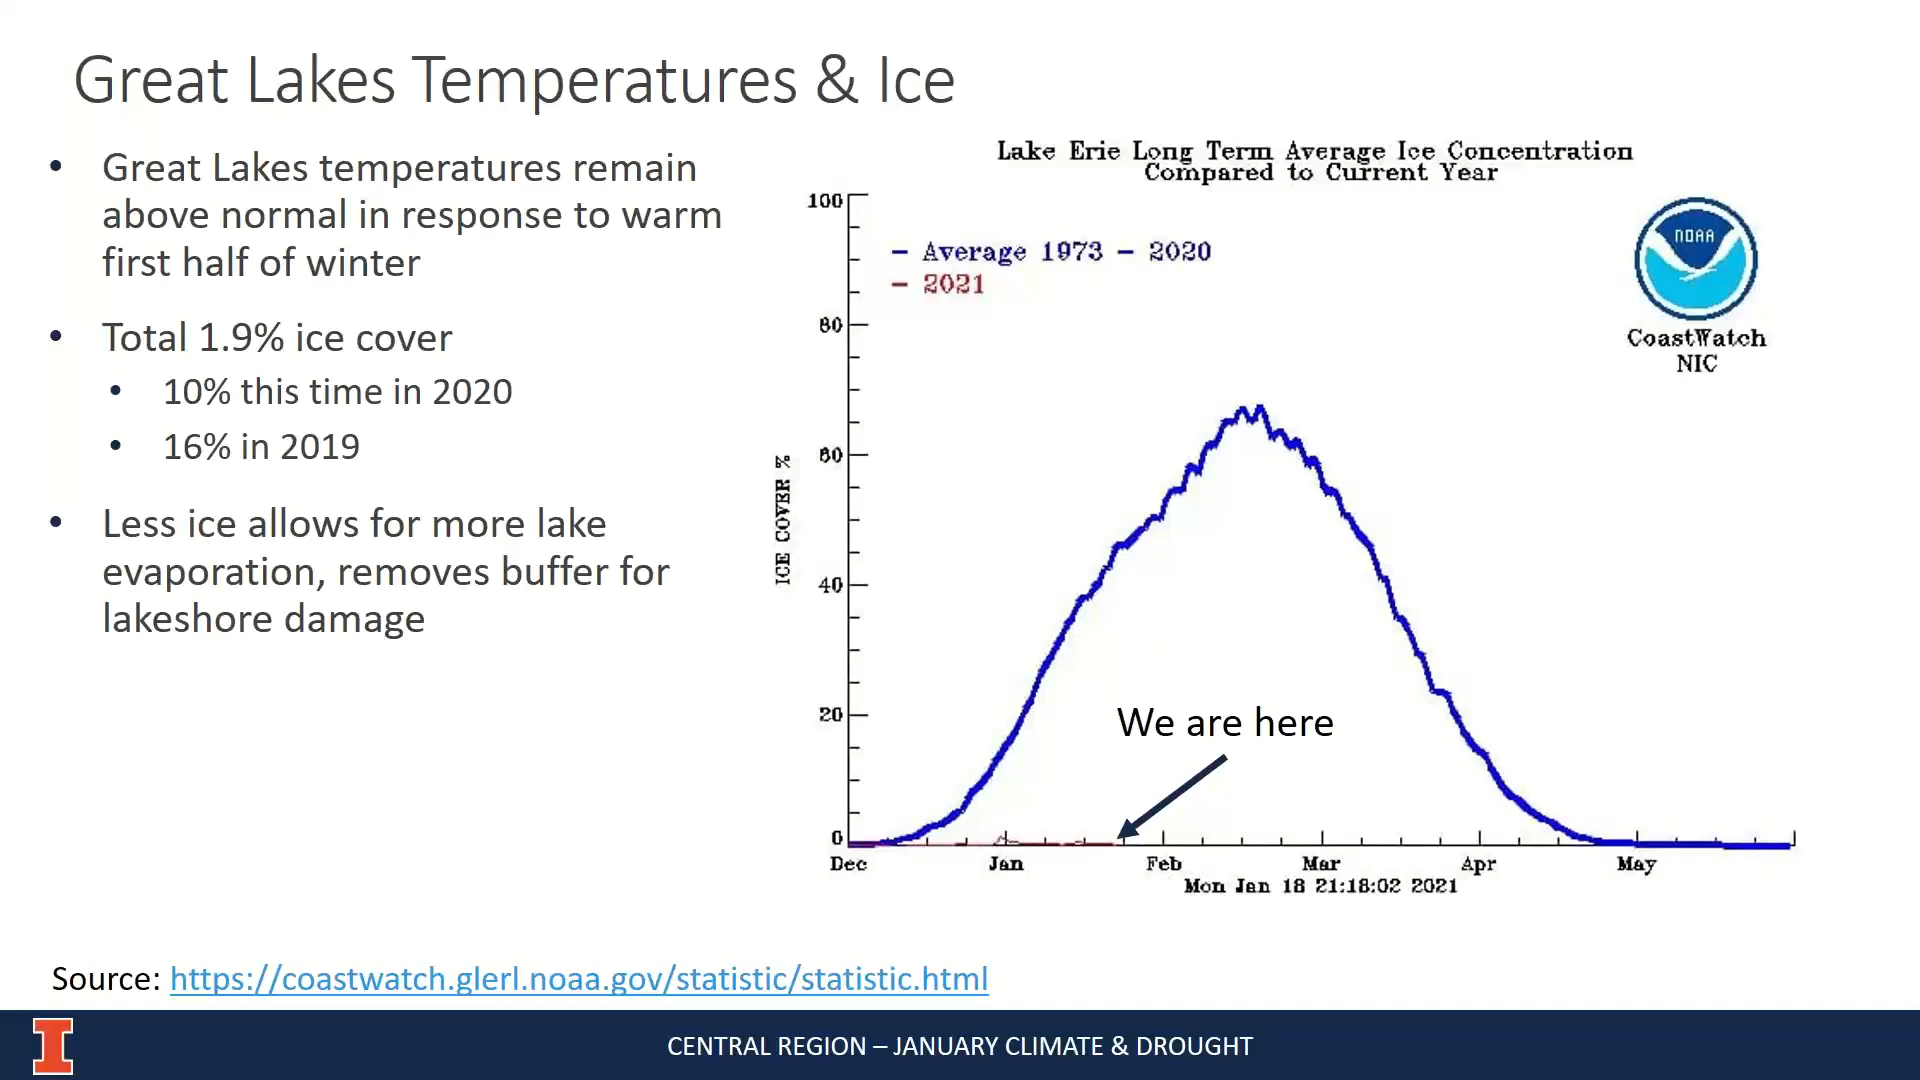 Great Lakes Temperatures & Ice
• Great Lakes temperatures remain
above normal in response to warm
first half of winter
• Total 1.9% ice cover
• 10% this time in 2020
• 16% in 2019
• Less ice allows for more lake
evaporation, removes buffer for
lakeshore damage
Lake Erie Long Term Average Ice Concentration
Compared to Current Year
— Average 1973 – 2020
— 2021
NOAA
CoastWatch
NIC
ICE COVER %
100
80
60
40
20
0
We are here
Dec Jan Feb Mar Apr May
Mon Jan 18 21:18:02 2021
Source: https://coastwatch.glerl.noaa.gov/statistic/statistic.html
I
CENTRAL REGION – JANUARY CLIMATE & DROUGHT